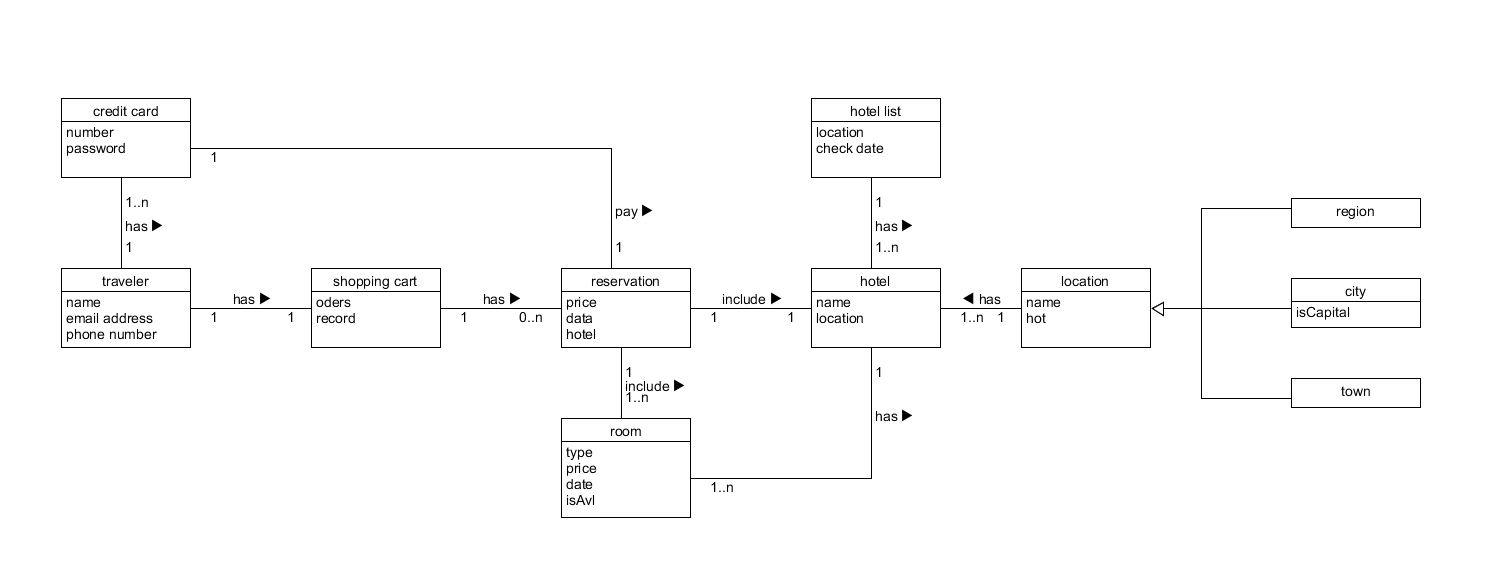 credit card
number
password
1
1..n
has ▶
1
pay ▶
1
hotel list
location
check date
1
has ▶
1..n
region
traveler
name
email address
phone number
has ▶
1
1
shopping cart
oders
record
has ▶
1
0..n
reservation
price
data
hotel
include ▶
1
1
hotel
name
location
◀ has
1..n
1
location
name
hot
city
isCapital
town
1
include ▶
1..n
1
has ▶
1..n
room
type
price
date
isAvl